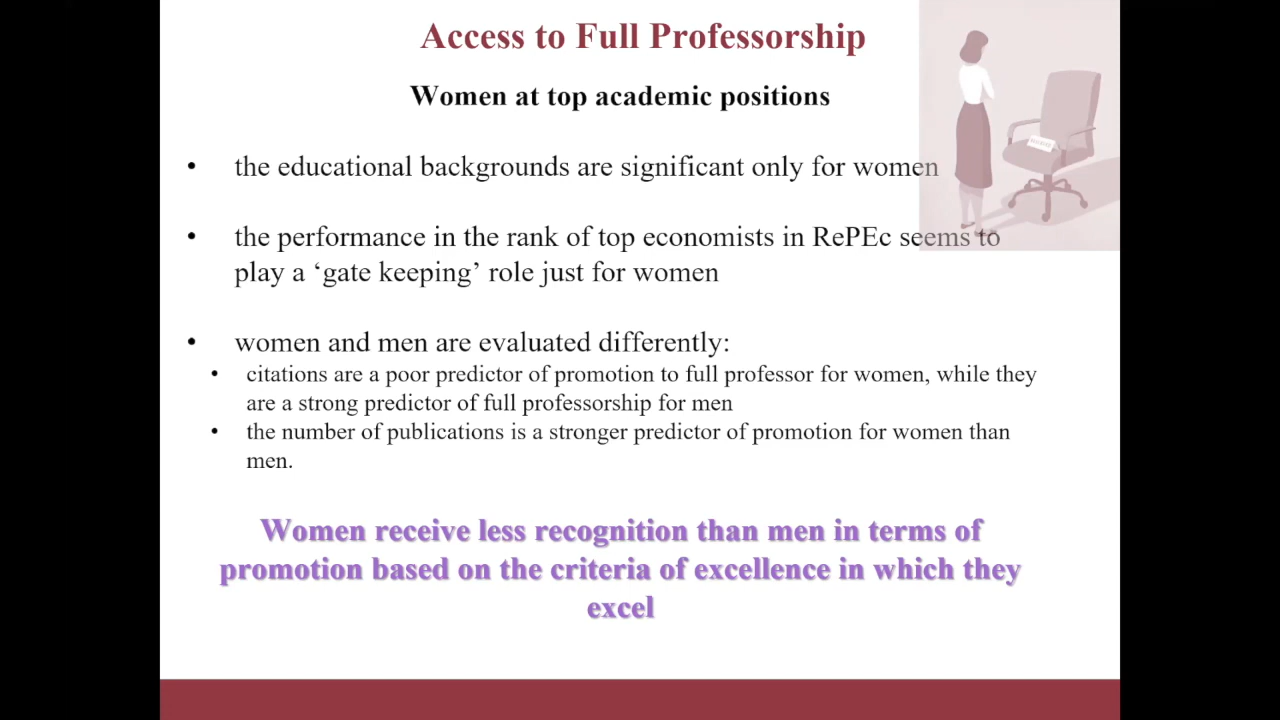 Access to Full Professorship
Women at top academic positions
• the educational backgrounds are significant only for women
• the performance in the rank of top economists in RePEc seems to
play a ‘gate keeping’ role just for women
• women and men are evaluated differently:
• citations are a poor predictor of promotion to full professor for women, while they
are a strong predictor of full professorship for men
• the number of publications is a stronger predictor of promotion for women than
men.
Women receive less recognition than men in terms of
promotion based on the criteria of excellence in which they
excel